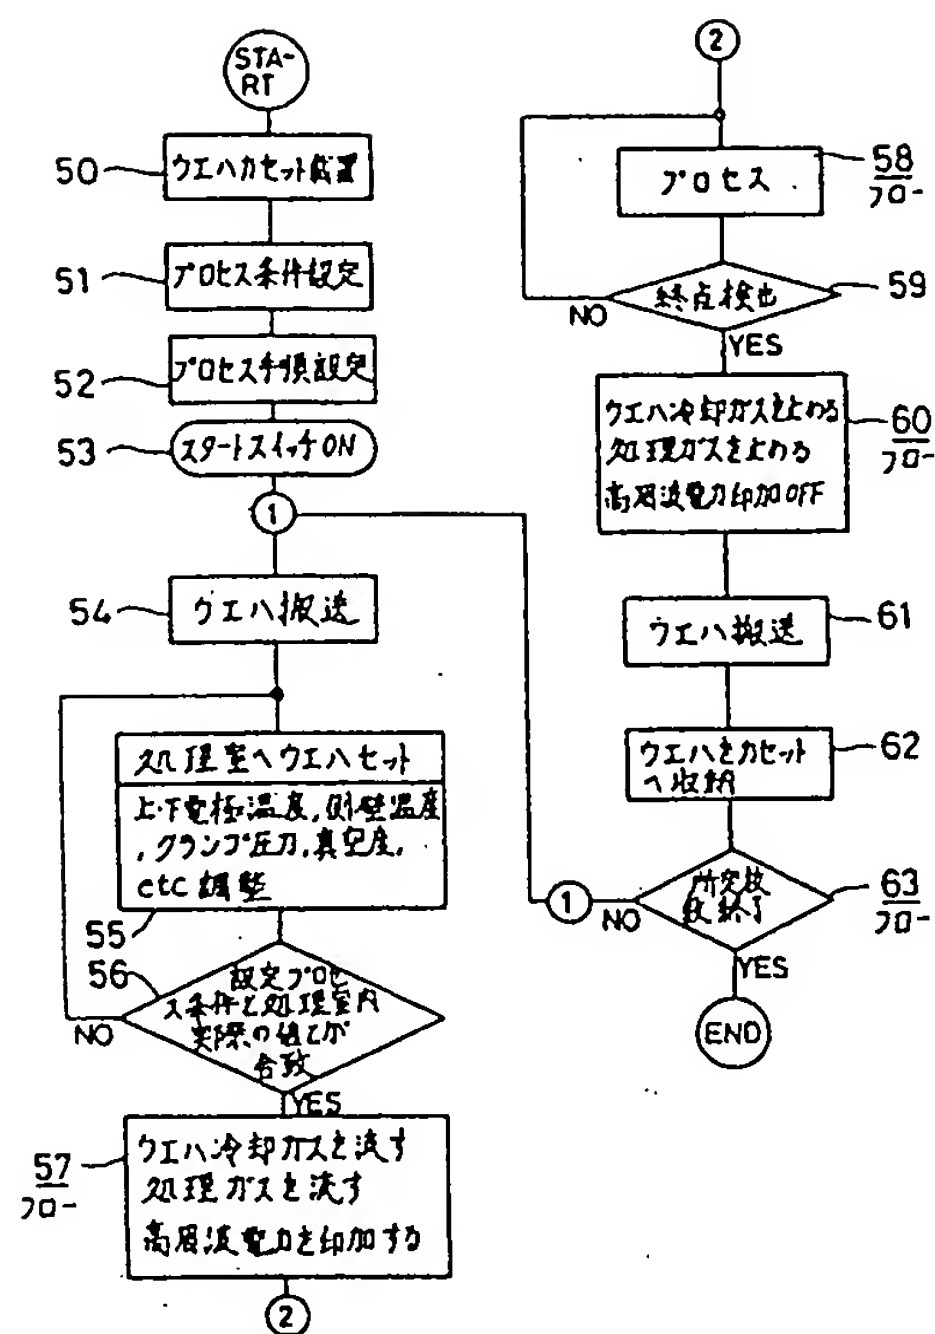 STA-
RT
50
ウエハカセット載置
51
プロセス条件設定
52
プロセス手順設定
53
スタートスイッチON
1
54
ウエハ搬送
処理室へウエハセット
上下電極温度,側壁温度
,クランプ圧力,真空度,
etc調整
55
56
設定プロセ
ス条件と処理室内
実際の値とが
合致
NO
YES
57
フロー
ウエハ冷却ガスを流す
処理ガスを流す
高周波電力を印加する
2
2
プロセス
58
フロー
終点検出
59
NO
YES
ウエハ冷却ガスを止める
処理ガスを止める
高周波電力印加OFF
60
フロー
ウエハ搬送
61
ウエハをカセット
へ収納
62
所定枚
数終了
63
フロー
1
NO
YES
END